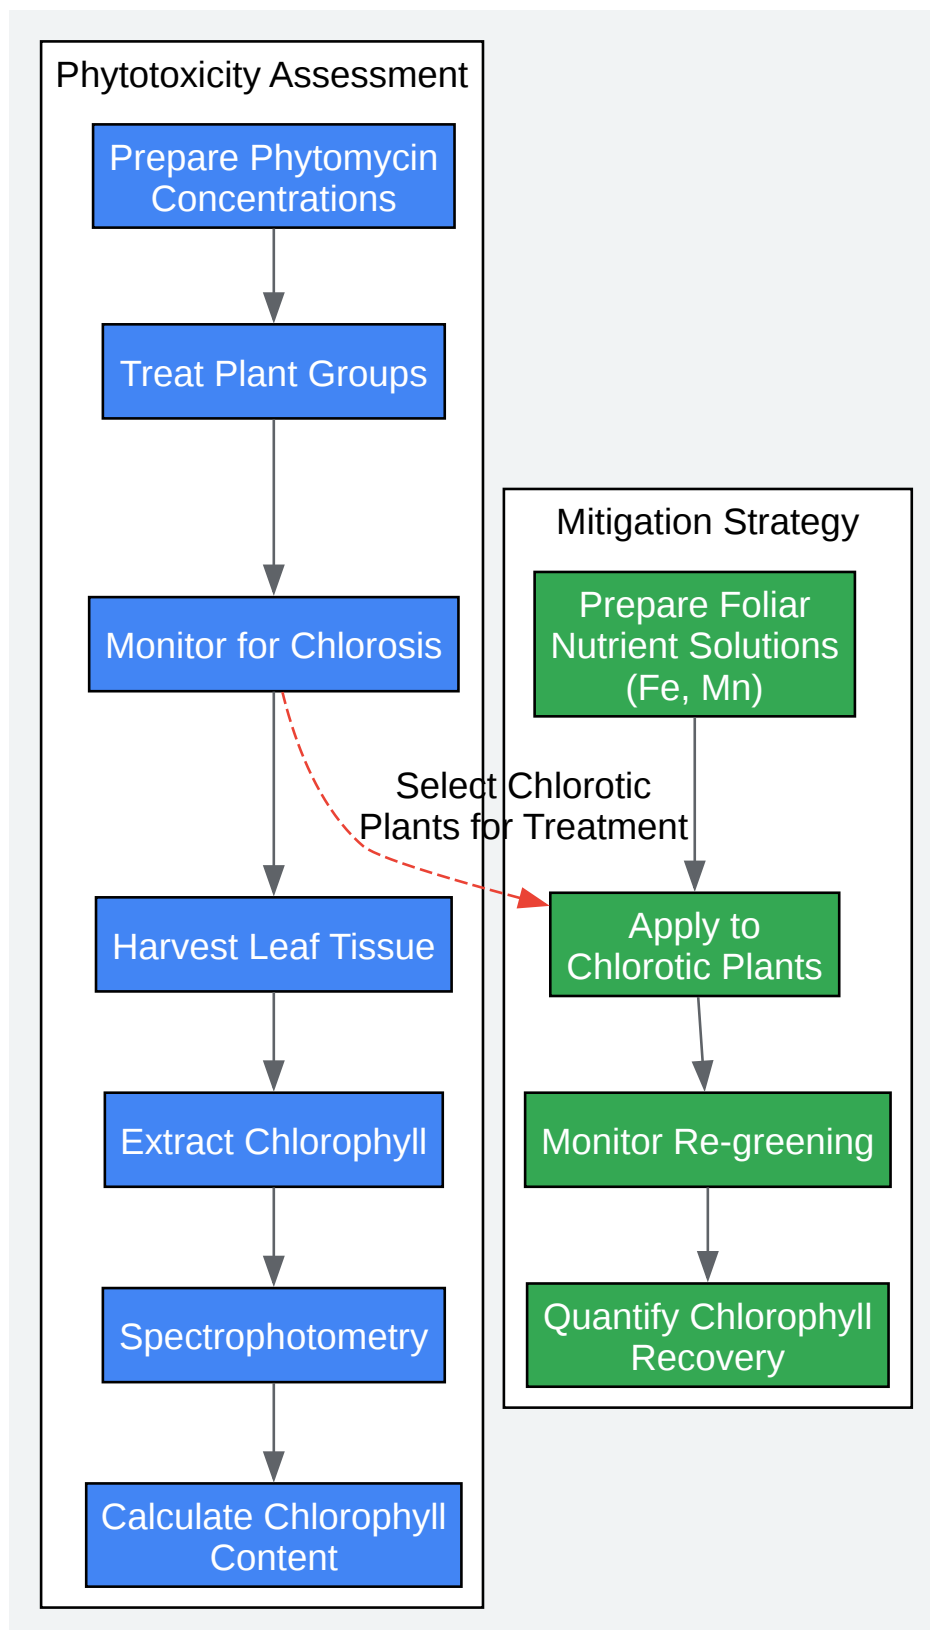 Phytotoxicity Assessment
Prepare Phytomycin
Concentrations
Treat Plant Groups
Monitor for Chlorosis
Harvest Leaf Tissue
Extract Chlorophyll
Spectrophotometry
Calculate Chlorophyll
Content
Select Chlorotic
Plants for Treatment
Mitigation Strategy
Prepare Foliar
Nutrient Solutions
(Fe, Mn)
Apply to
Chlorotic Plants
Monitor Re-greening
Quantify Chlorophyll
Recovery